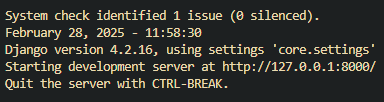 System check identified 1 issue (0 silenced).
February 28, 2025 - 11:58:30
Django version 4.2.16, using settings 'core.settings'
Starting development server at http://127.0.0.1:8000/
Quit the server with CTRL-BREAK.